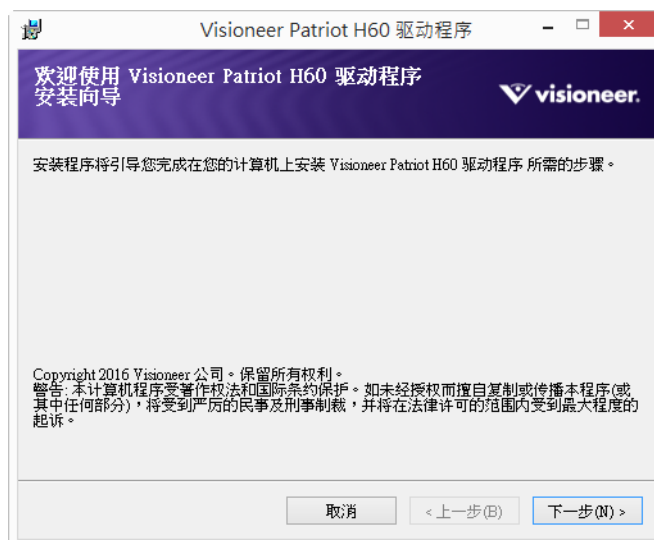 Visioneer Patriot H60 驱动程序
欢迎使用 Visioneer Patriot H60 驱动程序
安装向导
visioneer.
安装程序将引导您完成在您的计算机上安装 Visioneer Patriot H60 驱动程序 所需的步骤。
Copyright 2016 Visioneer 公司。保留所有权利。
警告: 本计算机程序受著作权法和国际条约保护。如未经授权而擅自复制或传播本程序(或
其中任何部分)，将受到严厉的民事及刑事制裁，并将在法律许可的范围内受到最大程度的
起诉。
取消
<上一步(B)
下一步(N) >